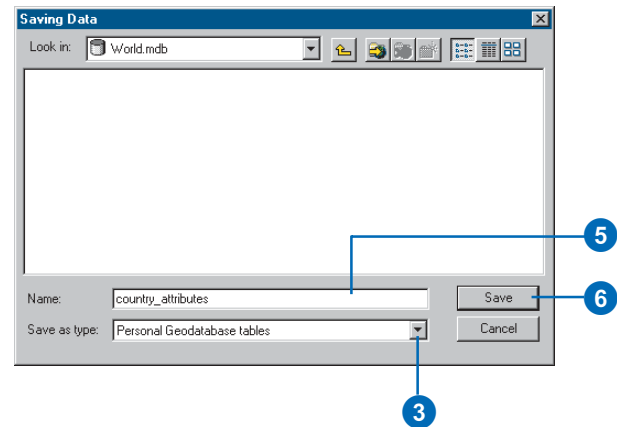 Saving Data
Look in: World.mdb
5
Name: country_attributes Save
6
Save as type: Personal Geodatabase tables Cancel
3